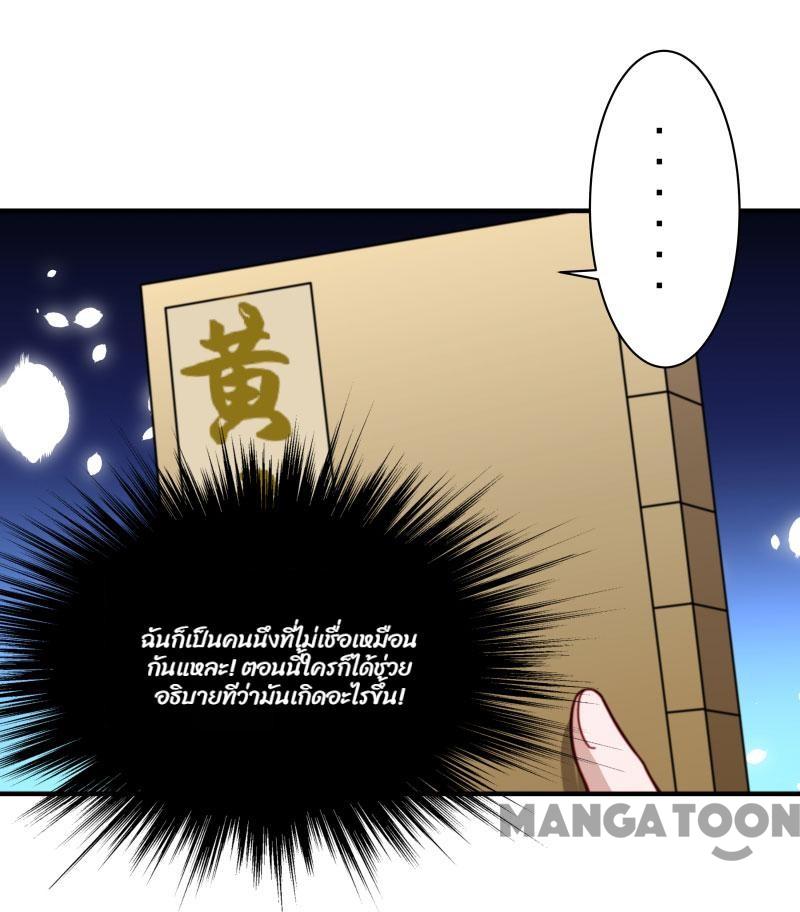 ......
黄
ฉันก็เป็นคนนึงที่ไม่เชื่อเหมือน
กันแหละ! ตอนนี้ใครก็ได้ช่วย
อธิบายทีว่ามันเกิดอะไรขึ้น!
MANGATOON